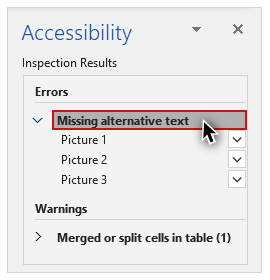 Accessibility
Inspection Results
Errors
Missing alternative text
Picture 1
Picture 2
Picture 3
Warnings
Merged or split cells in table (1)